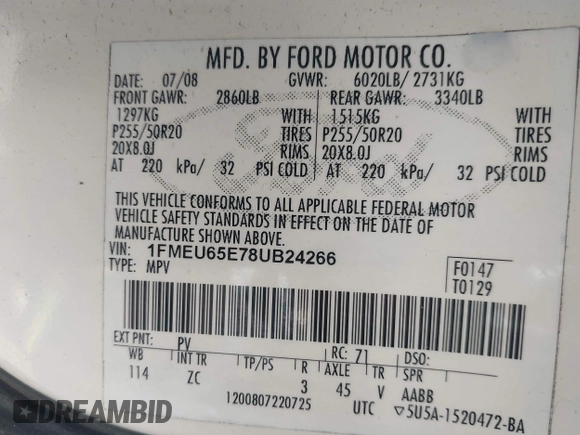 MFD. BY FORD MOTOR CO.
DATE: 07/08 GVWR: 6020LB/ 2731KG
FRONT GAWR: 2860LB REAR GAWR: 3340LB
1297KG WITH 1515KG WITH
P255/50R20 TIRES P255/50R20 TIRES
20X8.0J RIMS 20X8.0J RIMS
AT 220 kPa/ 32 PSI COLD AT 220 kPa/ 32 PSI COLD
Ford
THIS VEHICLE CONFORMS TO ALL APPLICABLE FEDERAL MOTOR
VEHICLE SAFETY STANDARDS IN EFFECT ON THE DATE OF
MANUFACTURE SHOWN ABOVE.
VIN: 1FMEU65E78UB24266
TYPE: MPV
F0147
T0129
EXT PNT: PV RC: 71 DSO:
WB INT TR TP/PS R AXLE TR SPR
114 ZC 3 45 V AABB
1200807220725 UTC ▽5U5A-1520472-BA
AUTOBIDCAR